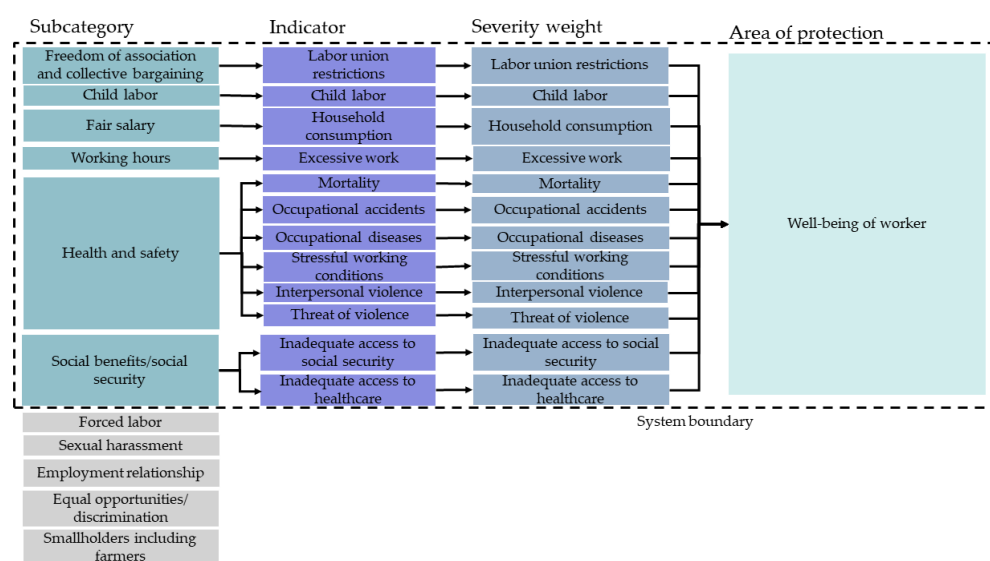 Subcategory
Indicator
Severity weight
Area of protection
Freedom of association
and collective bargaining
Labor union
restrictions
Labor union restrictions
Child labor
Child labor
Child labor
Fair salary
Household
consumption
Household consumption
Working hours
Excessive work
Excessive work
Health and safety
Mortality
Mortality
Occupational accidents
Occupational accidents
Occupational diseases
Occupational diseases
Stressful working
conditions
Stressful working
conditions
Interpersonal violence
Interpersonal violence
Threat of violence
Threat of violence
Social benefits/social
security
Inadequate access to
social security
Inadequate access to social
security
Inadequate access to
healthcare
Inadequate access to
healthcare
Well-being of worker
System boundary
Forced labor
Sexual harassment
Employment relationship
Equal opportunities/
discrimination
Smallholders including
farmers